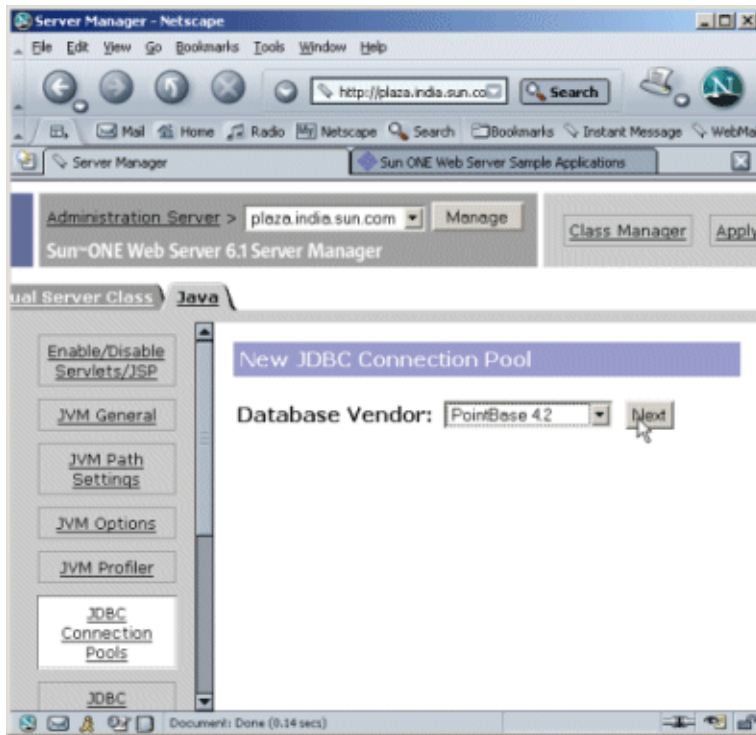 Server Manager - Netscape
File Edit View Go Bookmarks Tools Window Help
http://plaza.india.sun.co
Search
Mail Home Radio My Netscape Search Bookmarks Instant Message WebMa
Server Manager
Sun ONE Web Server Sample Applications
Administration Server > plaza.india.sun.com Manage
Class Manager Apply
Sun ONE Web Server 6.1 Server Manager
ual Server Class Java
Enable/Disable
Servlets/JSP
JVM General
JVM Path
Settings
JVM Options
JVM Profiler
JDBC
Connection
Pools
JDBC
New JDBC Connection Pool
Database Vendor: PointBase 4.2 Next
Document: Done (0.14 secs)